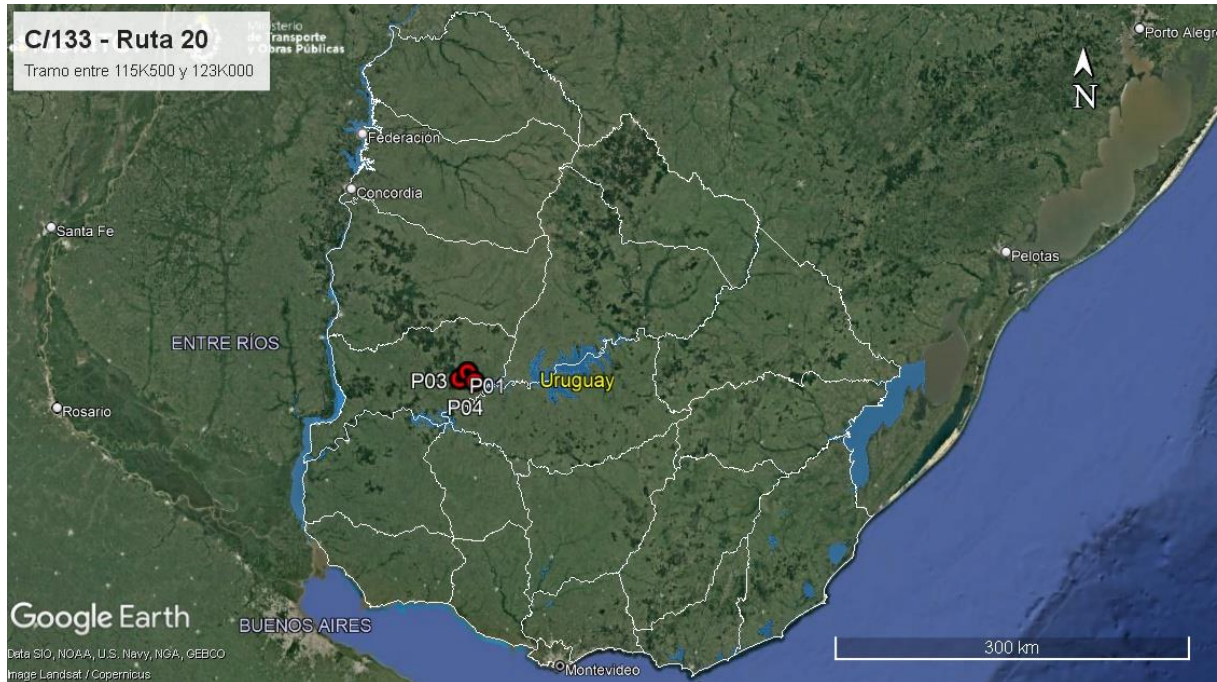 C/133 - Ruta 20
Tramo entre 115K500 y 123K000
Ministerio
de Transporte
y Obras Públicas
Porto Alegre
N
Federación
Concordia
Santa Fe
Pelotas
ENTRE RÍOS
P03
P01
Uruguay
P04
Rosario
Google Earth
BUENOS AIRES
300 km
Data SIO, NOAA, U.S. Navy, NGA, GEBCO
Image Landsat / Copernicus
Montevideo